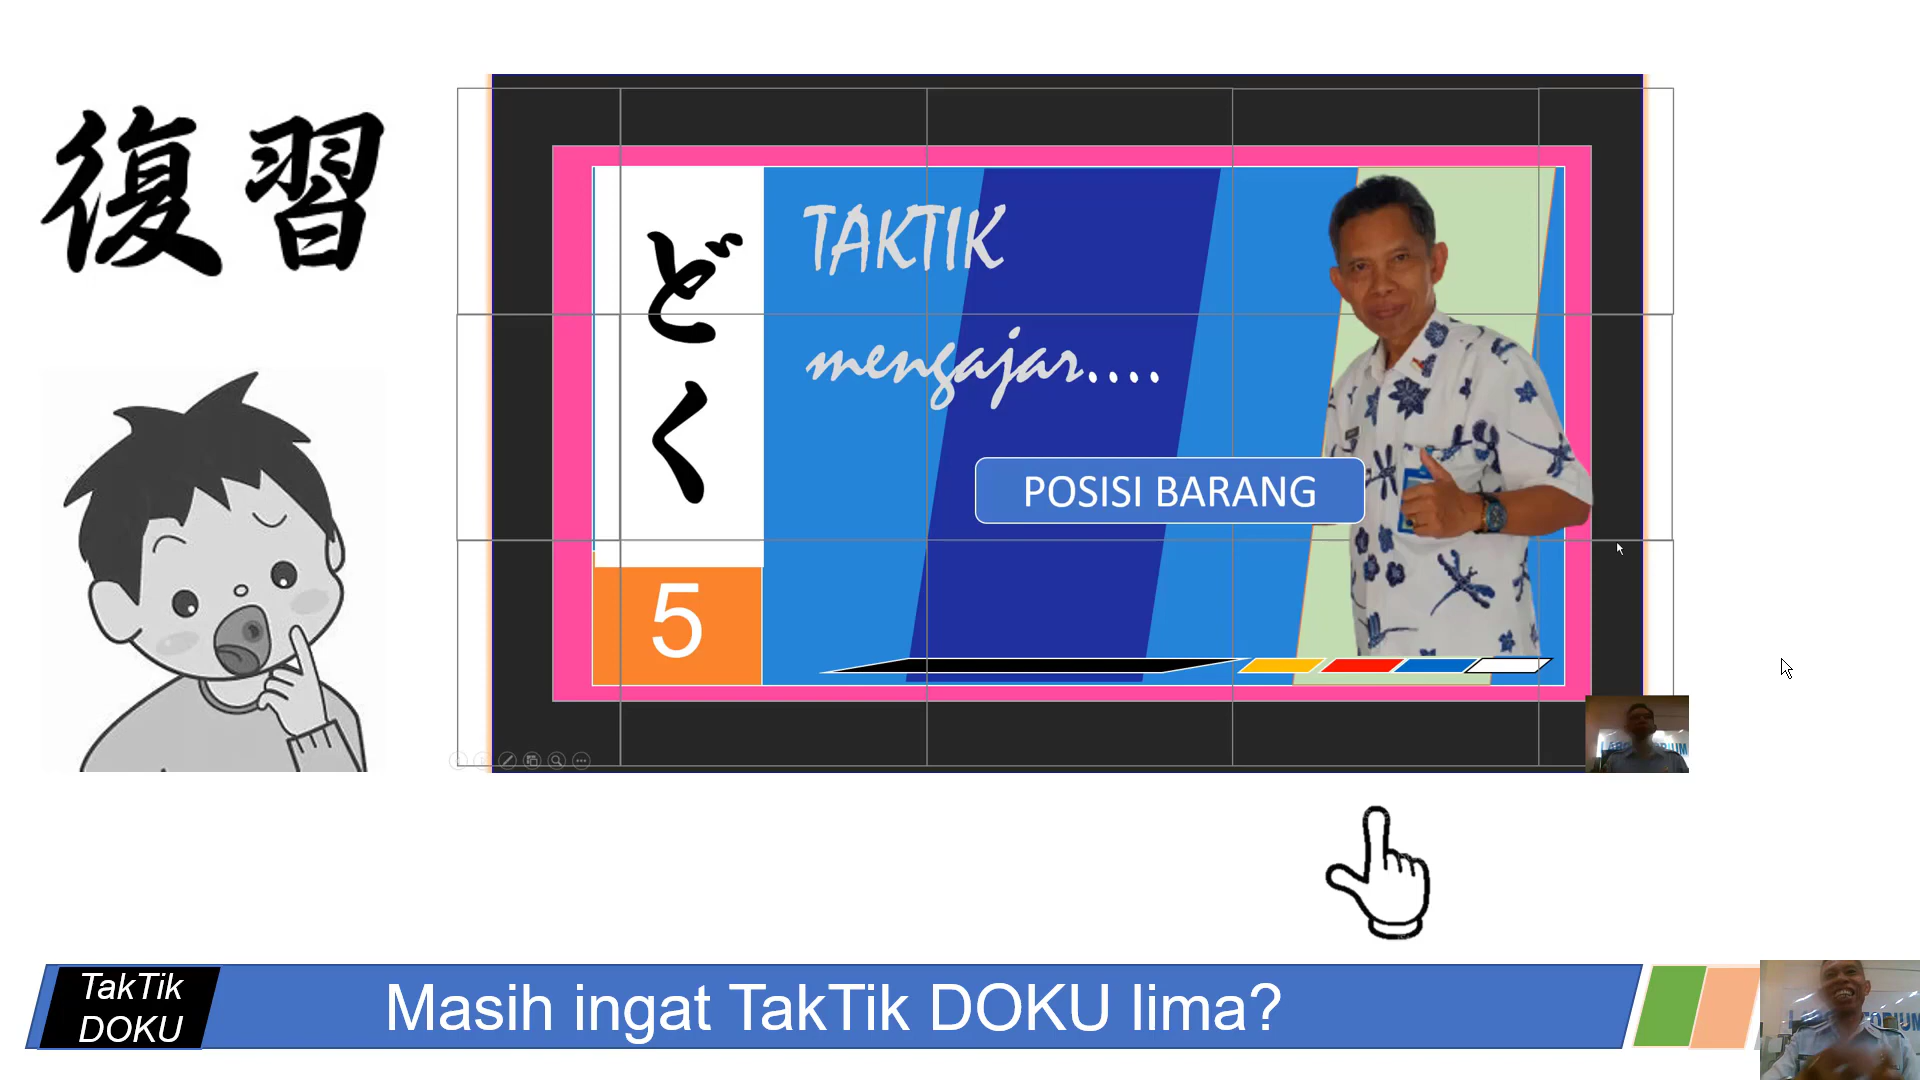 復習
どく
5
TAKTIK
mengajar....
POSISI BARANG
TakTik
DOKU
Masih ingat TakTik DOKU lima?